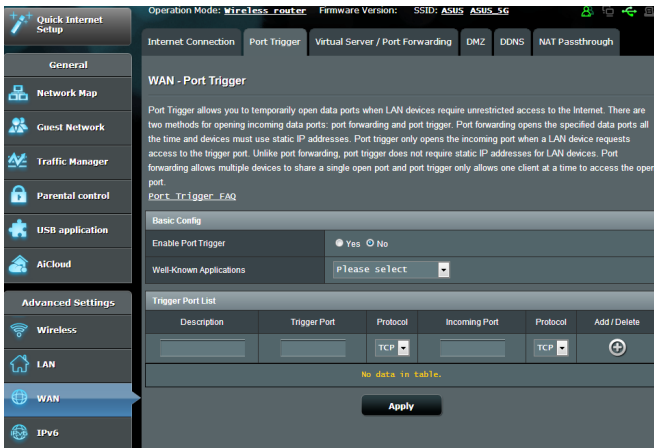 Quick Internet
Setup
General
Network Map
Guest Network
Traffic Manager
Parental control
USB application
AiCloud
Advanced Settings
Wireless
LAN
WAN
IPv6
Operation Mode: Wireless router Firmware Version: SSID: ASUS ASUS_5G
Internet Connection Port Trigger Virtual Server / Port Forwarding DMZ DDNS NAT Passthrough
WAN - Port Trigger
Port Trigger allows you to temporarily open data ports when LAN devices require unrestricted access to the Internet. There are
two methods for opening incoming data ports: port forwarding and port trigger. Port forwarding opens the specified data ports all
the time and devices must use static IP addresses. Port trigger only opens the incoming port when a LAN device requests
access to the trigger port. Unlike port forwarding, port trigger does not require static IP addresses for LAN devices. Port
forwarding allows multiple devices to share a single open port and port trigger only allows one client at a time to access the open
port.
Port Trigger FAQ
Basic Config
Enable Port Trigger Yes No
Well-Known Applications Please select
Trigger Port List
Description Trigger Port Protocol Incoming Port Protocol Add / Delete
TCP TCP
No data in table.
Apply